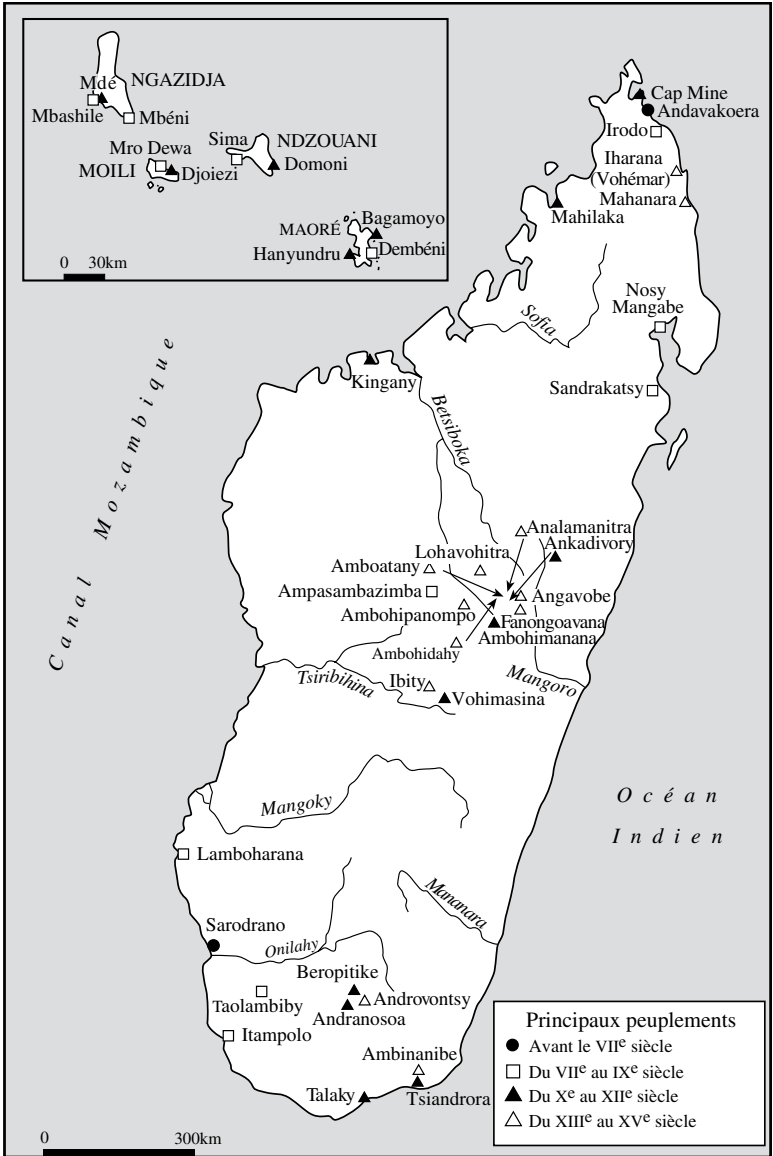 Mdé
NGAZIDJA
Mbashile
Mbéni
Mro Dewa
Sima
NDZOUANI
MOILI
Djoiezi
Domoni
MAORÉ
Bagamoyo
Hanyundru
Dembéni
0 30km
Cap Mine
Andavakoera
Irodo
Iharana
(Vohémar)
Mahanara
Mahilaka
Nosy
Mangabe
Sofia
Kingany
Sandrakatsy
Betsiboka
Canal Mozambique
Analamanitra
Lohavohitra
Ankadivory
Amboatany
Ampasambazimba
Angavobe
Ambohipanompo
Fanongoavana
Ambohimanana
Ambohidahy
Mangoro
Tsiribihina
Ibity
Vohimasina
Océan
Indien
Mangoky
Lamboharana
Mananara
Sarodrano
Onilahy
Beropitike
Taolambiby
Androvontsy
Andranosoa
Itampolo
Ambinanibe
Talaky
Tsiandrora
Principaux peuplements
Avant le VIIe siècle
Du VIIe au IXe siècle
Du Xe au XIIe siècle
Du XIIIe au XVe siècle
0 300km